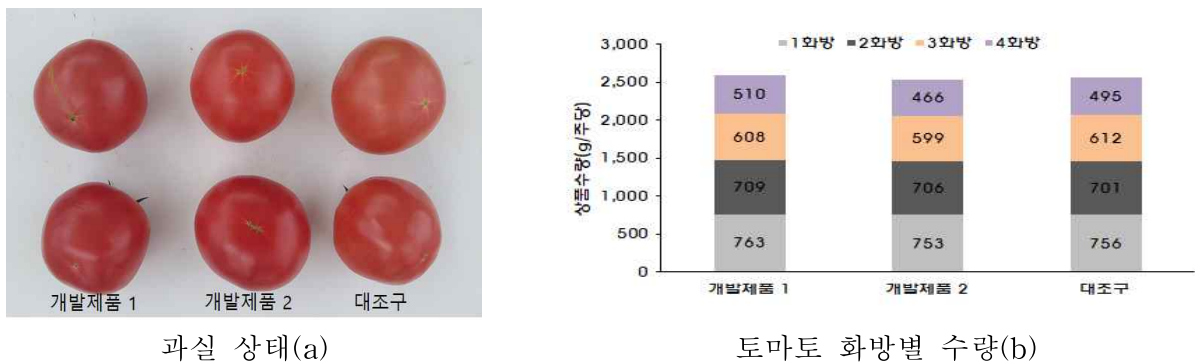 개발제품 1 개발제품 2 대조구
과실 상태(a)
1화방 2화방 3화방 4화방
상품수량(g/주당)
3,000
2,500
2,000
1,500
1,000
500
0
510 466 495
608 599 612
709 706 701
763 753 756
개발제품 1 개발제품 2 대조구
토마토 화방별 수량(b)